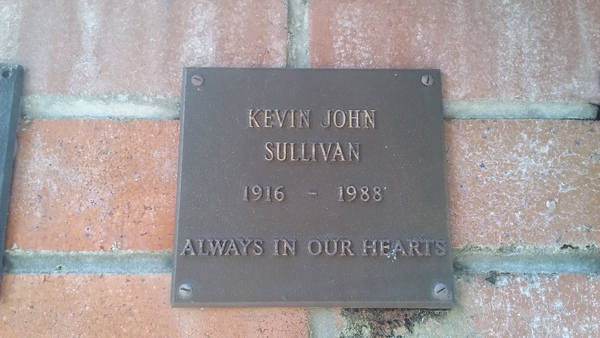 KEVIN JOHN
SULLIVAN
1916 - 1988
ALWAYS IN OUR HEARTS